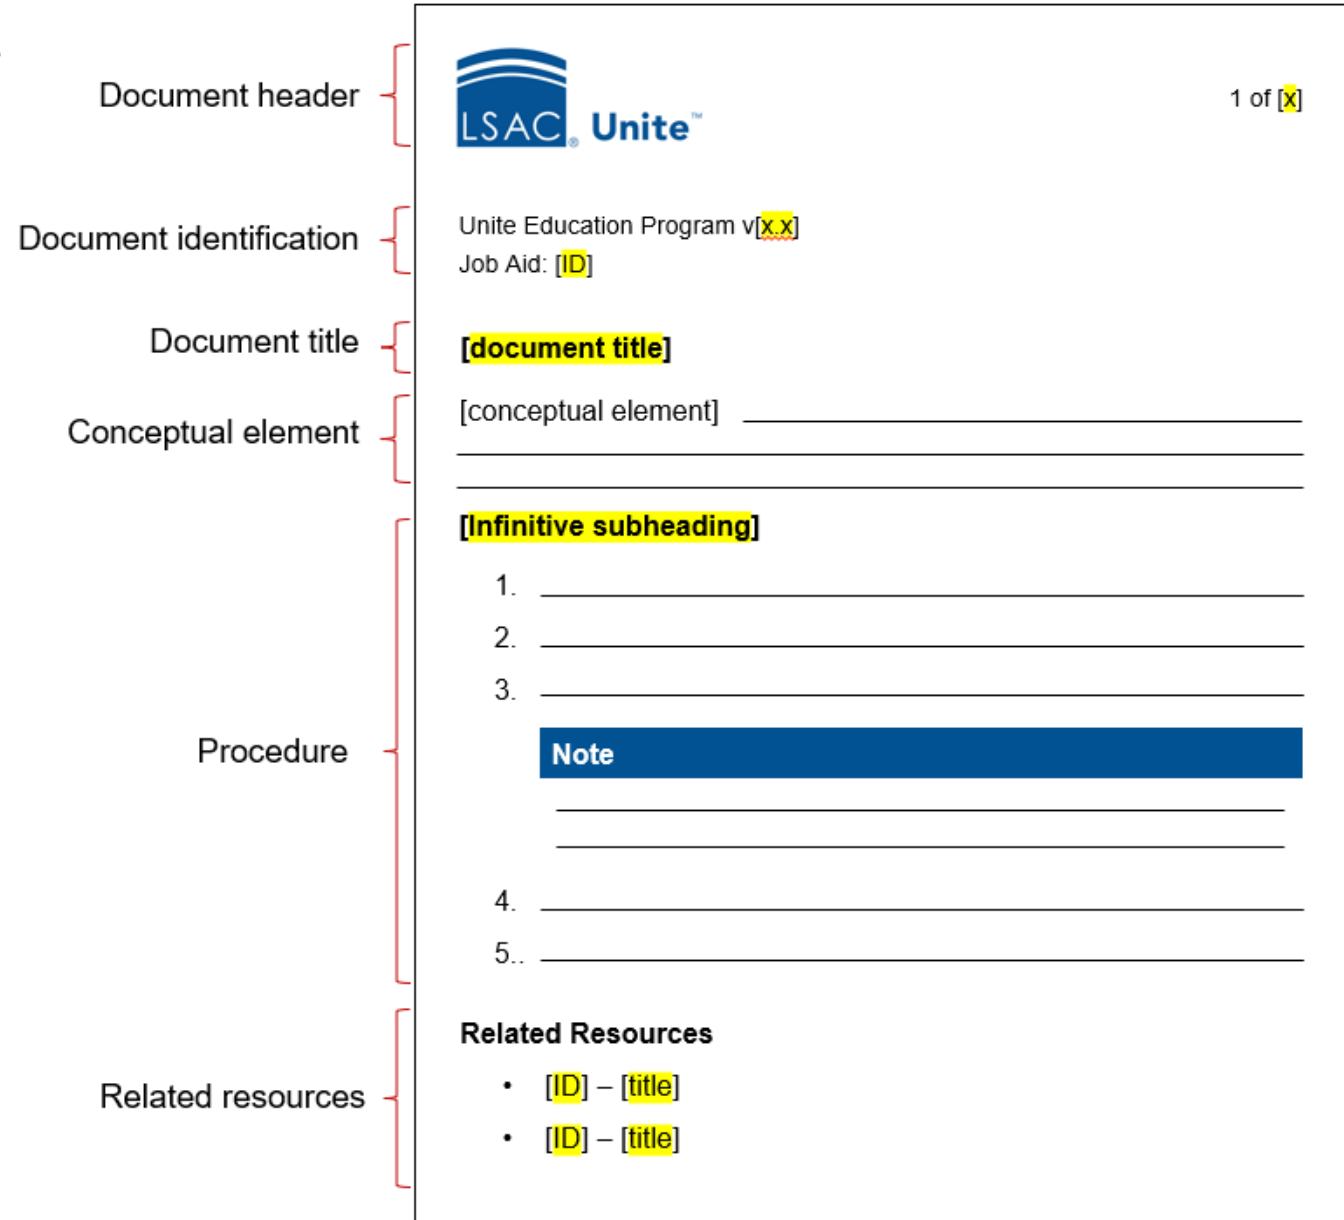 Document header
LSAC® Unite™
1 of [x]
Document identification
Unite Education Program v[x.x]
Job Aid: [ID]
Document title
[document title]
Conceptual element
[conceptual element]
[Infinitive subheading]
1.
2.
3.
Procedure
Note
4.
5..
Related Resources
Related resources
• [ID] – [title]
• [ID] – [title]